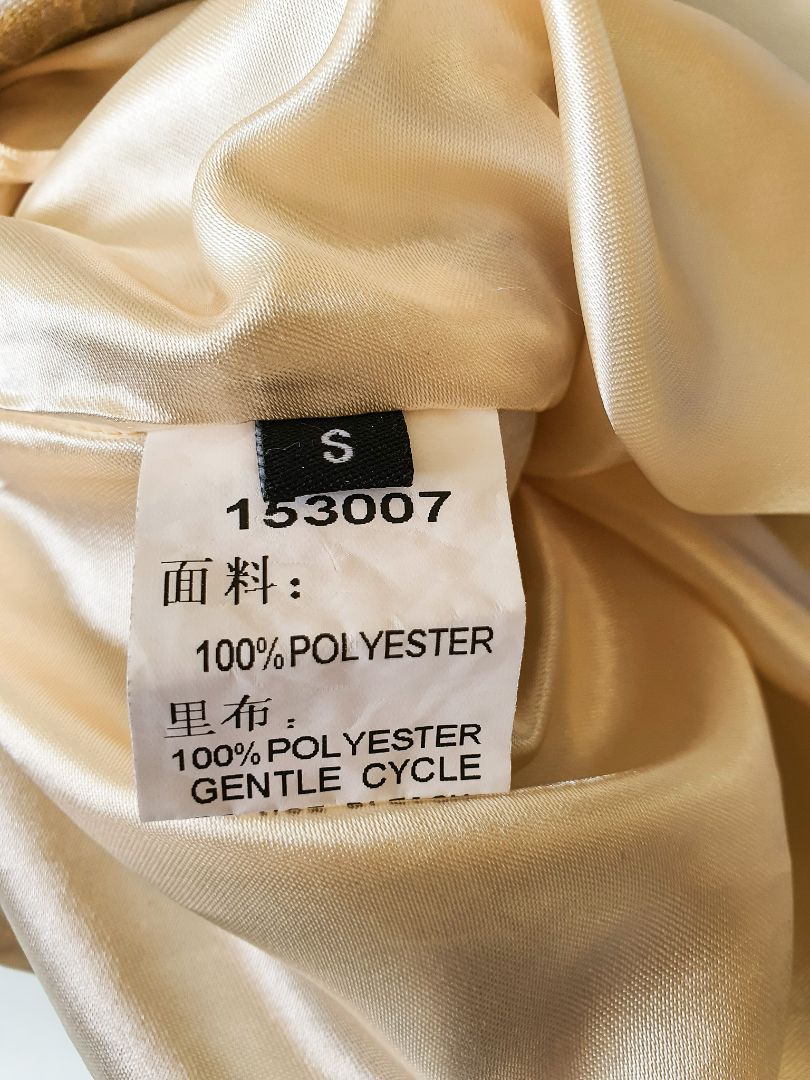 S
153007
面料:
100%POLYESTER
里布:
100%POLYESTER
GENTLE CYCLE